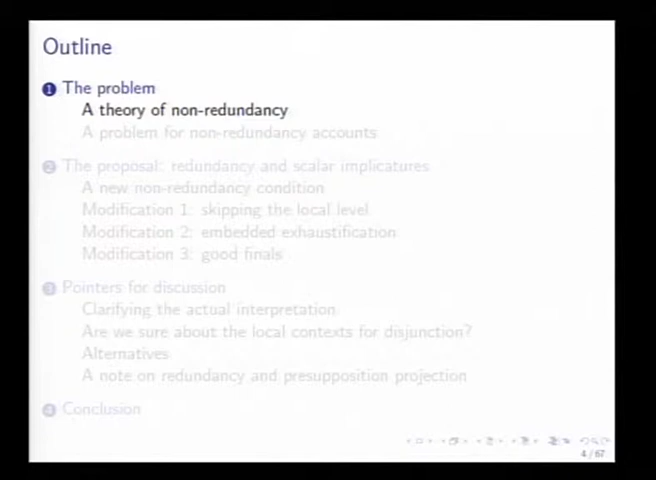 Outline
1 The problem
A theory of non-redundancy
A problem for non-redundancy accounts
2 The proposal: redundancy and scalar implicatures
A new non-redundancy condition
Modification 1: skipping the local level
Modification 2: embedded exhaustification
Modification 3: good finals
3 Pointers for discussion
Clarifying the actual interpretation
Are we sure about the local contexts for disjunction?
Alternatives
A note on redundancy and presupposition projection
4 Conclusion
4 / 67